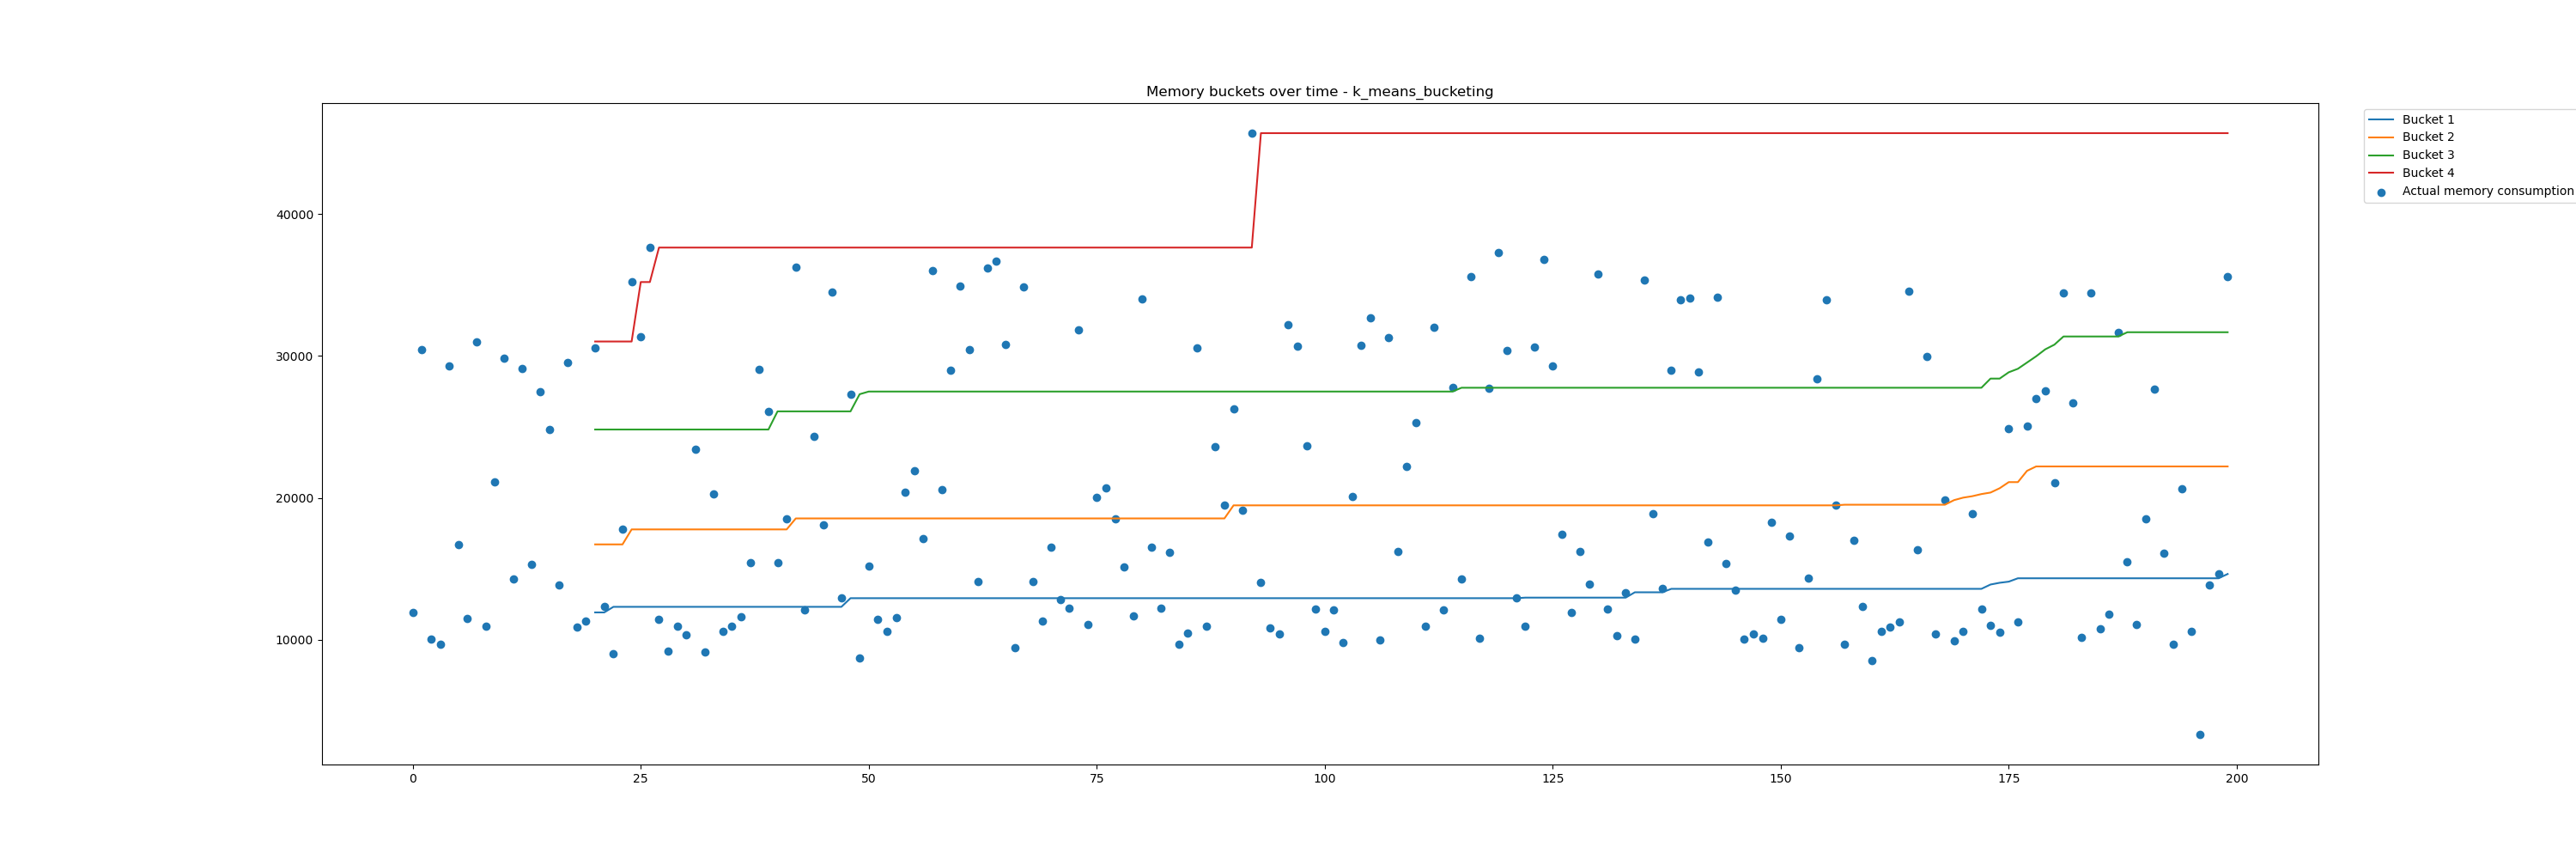 Memory buckets over time - k_means_bucketing
Bucket 1
Bucket 2
Bucket 3
Bucket 4
Actual memory consumption
40000
30000
20000
10000
0 25 50 75 100 125 150 175 200